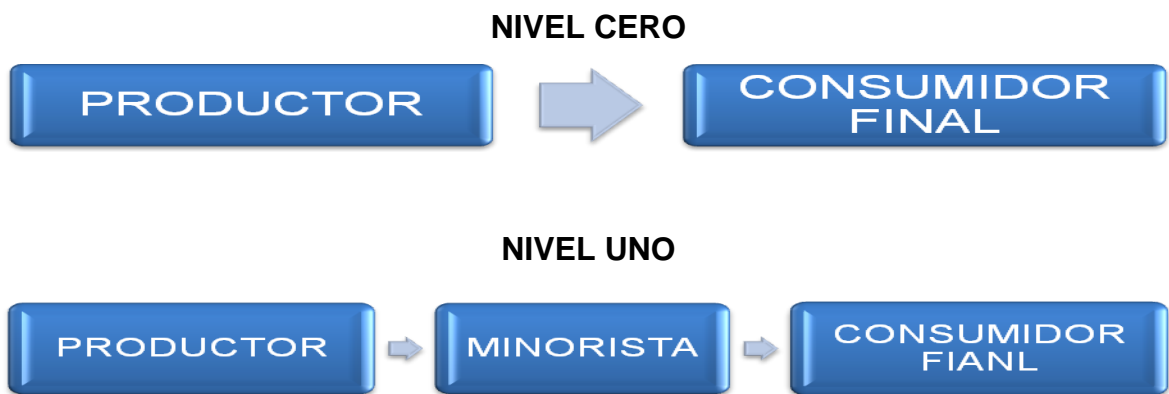 NIVEL CERO
PRODUCTOR
CONSUMIDOR
FINAL
NIVEL UNO
PRODUCTOR
MINORISTA
CONSUMIDOR
FIANL